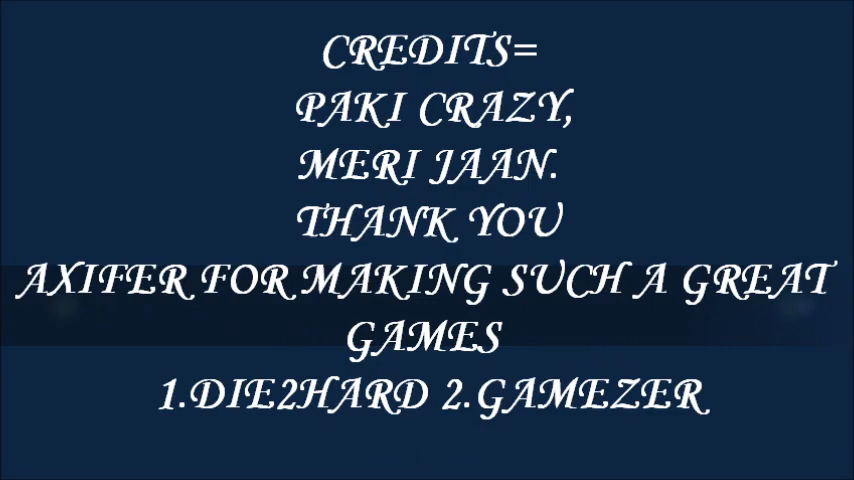 CREDITS=
PAKI CRAZY,
MERI JAAN.
THANK YOU
AXIFER FOR MAKING SUCH A GREAT
GAMES
1.DIE2HARD 2.GAMEZER